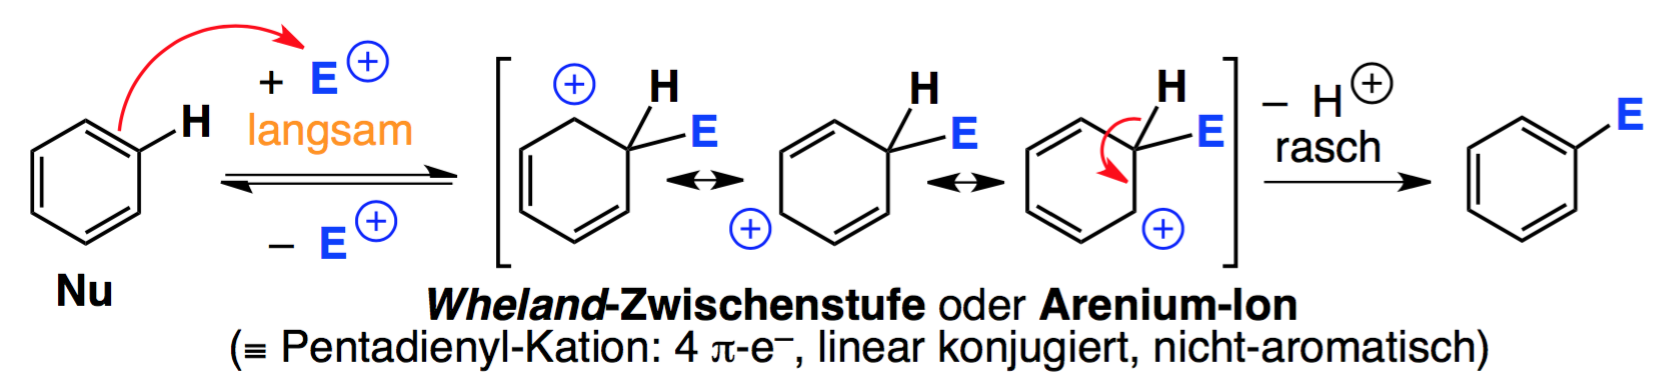 H
+ E ⊕
langsam
− E ⊕
Nu
⊕ H E
H E ⊕
H E ⊕
− H ⊕
rasch
E
Wheland-Zwischenstufe oder Arenium-Ion
(≡ Pentadienyl-Kation: 4 π-e⁻, linear konjugiert, nicht-aromatisch)